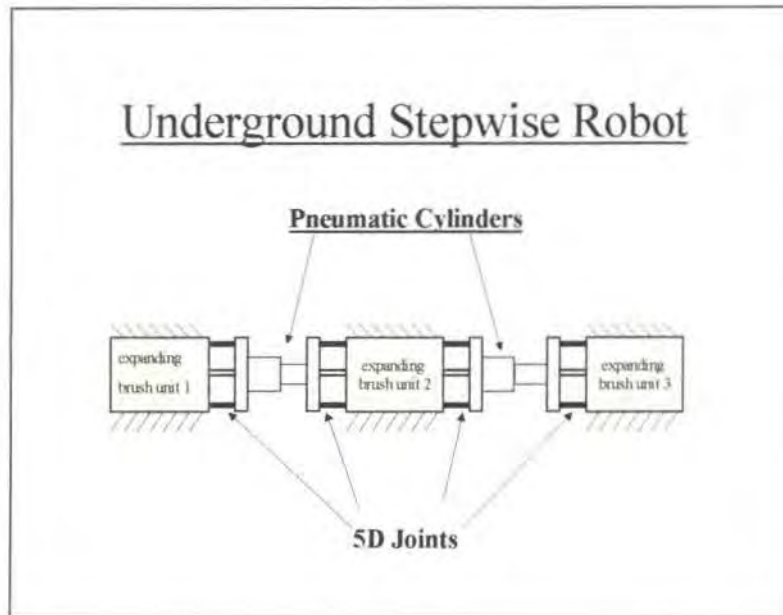 Underground Stepwise Robot
Pneumatic Cylinders
expanding
brush unit 1
expanding
brush unit 2
expanding
brush unit 3
5D Joints